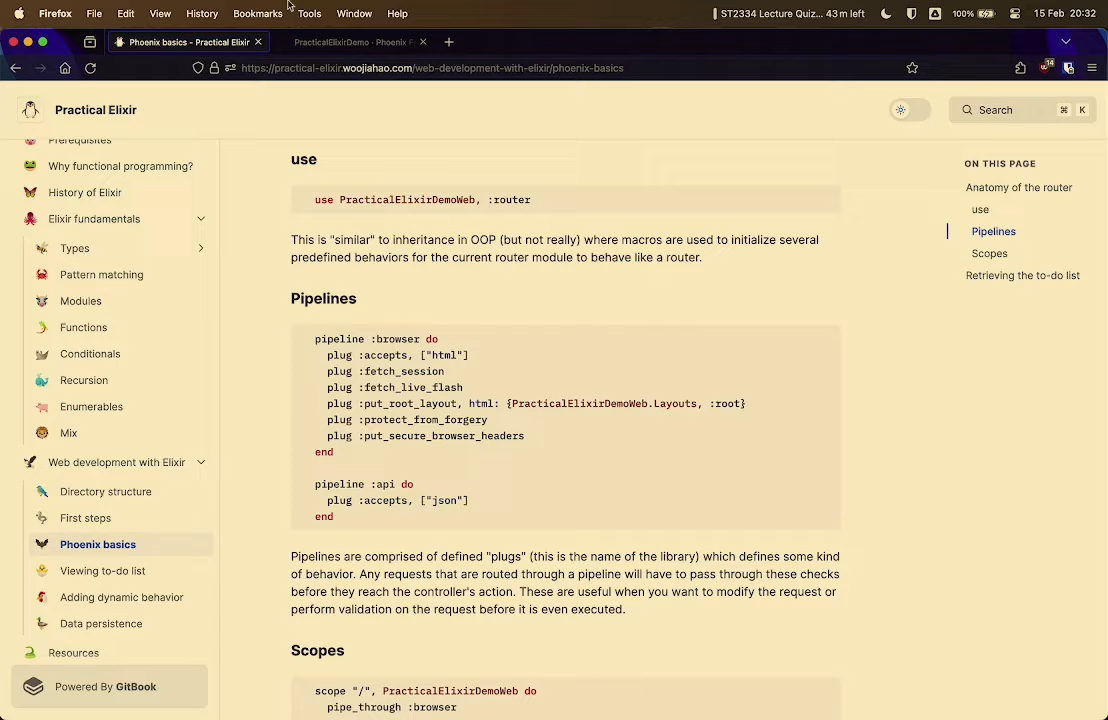 Firefox File Edit View History Bookmarks Tools Window Help ST2334 Lecture Quiz... 43 m left 100% 15 Feb 20:32
Phoenix basics - Practical Elixir PracticalElixirDemo · Phoenix F
https://practical-elixir.woojiahao.com/web-development-with-elixir/phoenix-basics 14
Practical Elixir Search ⌘ K
Prerequisites
Why functional programming?
History of Elixir
Elixir fundamentals
Types
Pattern matching
Modules
Functions
Conditionals
Recursion
Enumerables
Mix
Web development with Elixir
Directory structure
First steps
Phoenix basics
Viewing to-do list
Adding dynamic behavior
Data persistence
Resources
Powered By GitBook
use
use PracticalElixirDemoWeb, :router
This is "similar" to inheritance in OOP (but not really) where macros are used to initialize several
predefined behaviors for the current router module to behave like a router.
Pipelines
pipeline :browser do
plug :accepts, ["html"]
plug :fetch_session
plug :fetch_live_flash
plug :put_root_layout, html: {PracticalElixirDemoWeb.Layouts, :root}
plug :protect_from_forgery
plug :put_secure_browser_headers
end
pipeline :api do
plug :accepts, ["json"]
end
Pipelines are comprised of defined "plugs" (this is the name of the library) which defines some kind
of behavior. Any requests that are routed through a pipeline will have to pass through these checks
before they reach the controller's action. These are useful when you want to modify the request or
perform validation on the request before it is even executed.
Scopes
scope "/", PracticalElixirDemoWeb do
pipe_through :browser
ON THIS PAGE
Anatomy of the router
use
Pipelines
Scopes
Retrieving the to-do list